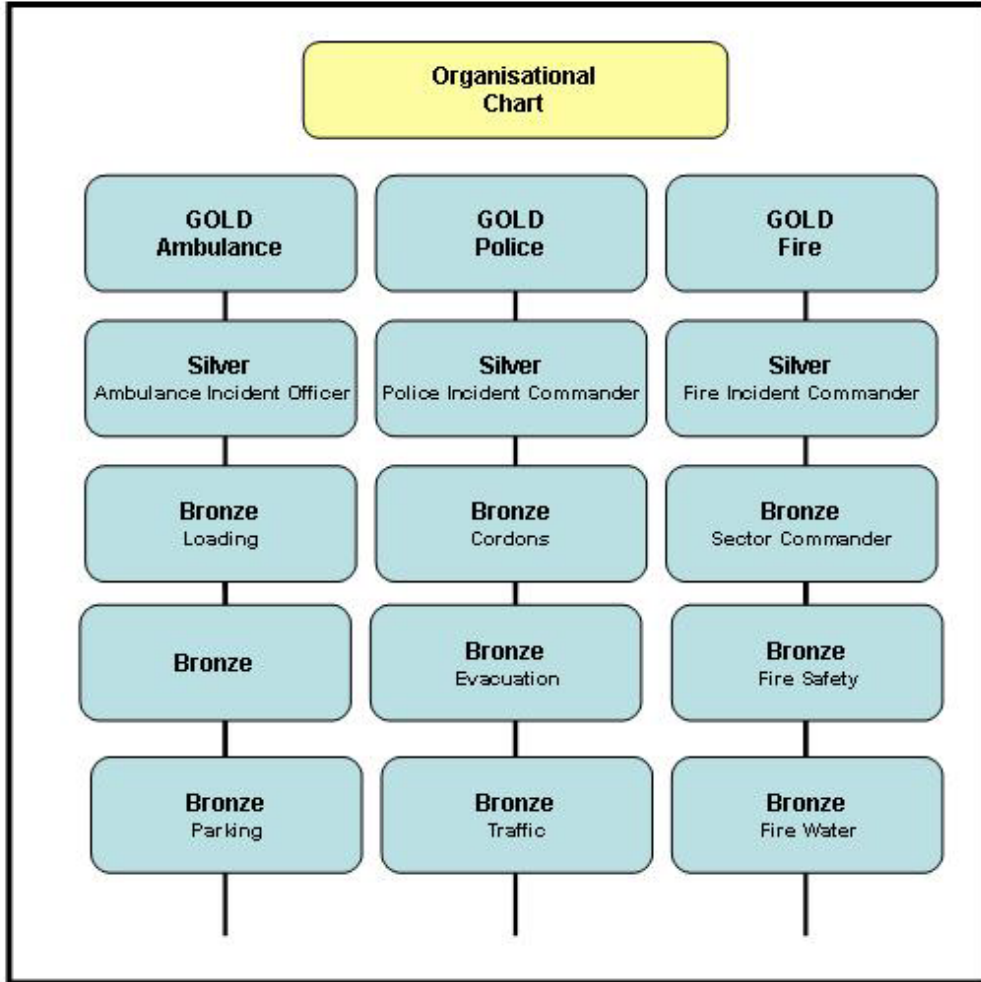 Organisational
Chart
GOLD
Ambulance
GOLD
Police
GOLD
Fire
Silver
Ambulance Incident Officer
Silver
Police Incident Commander
Silver
Fire Incident Commander
Bronze
Loading
Bronze
Cordons
Bronze
Sector Commander
Bronze
Bronze
Evacuation
Bronze
Fire Safety
Bronze
Parking
Bronze
Traffic
Bronze
Fire Water